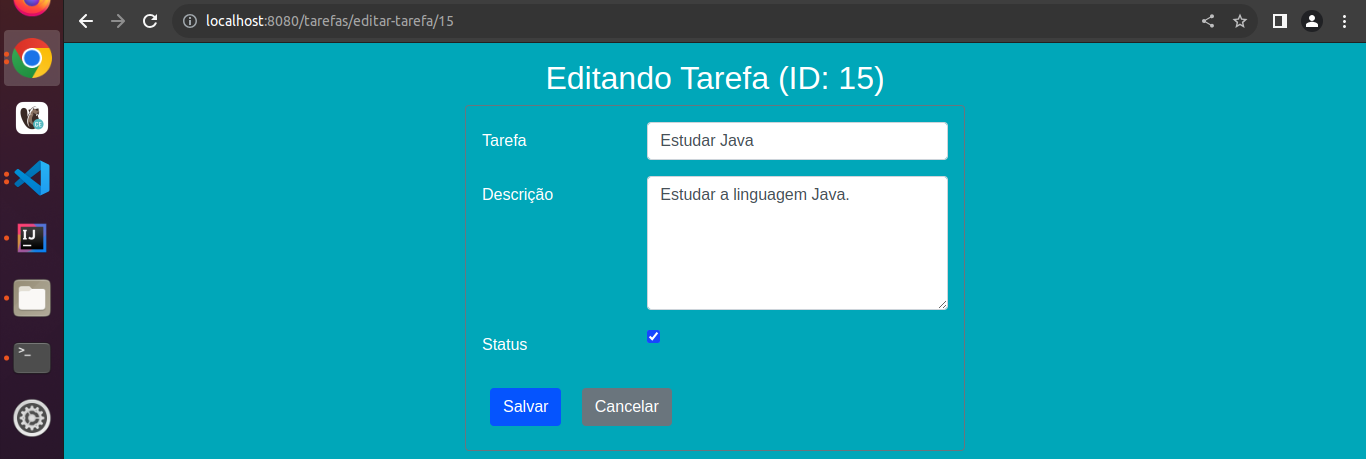 localhost:8080/tarefas/editar-tarefa/15
Editando Tarefa (ID: 15)
Tarefa
Estudar Java
Descrição
Estudar a linguagem Java.
Status
Salvar
Cancelar
IJ
>_